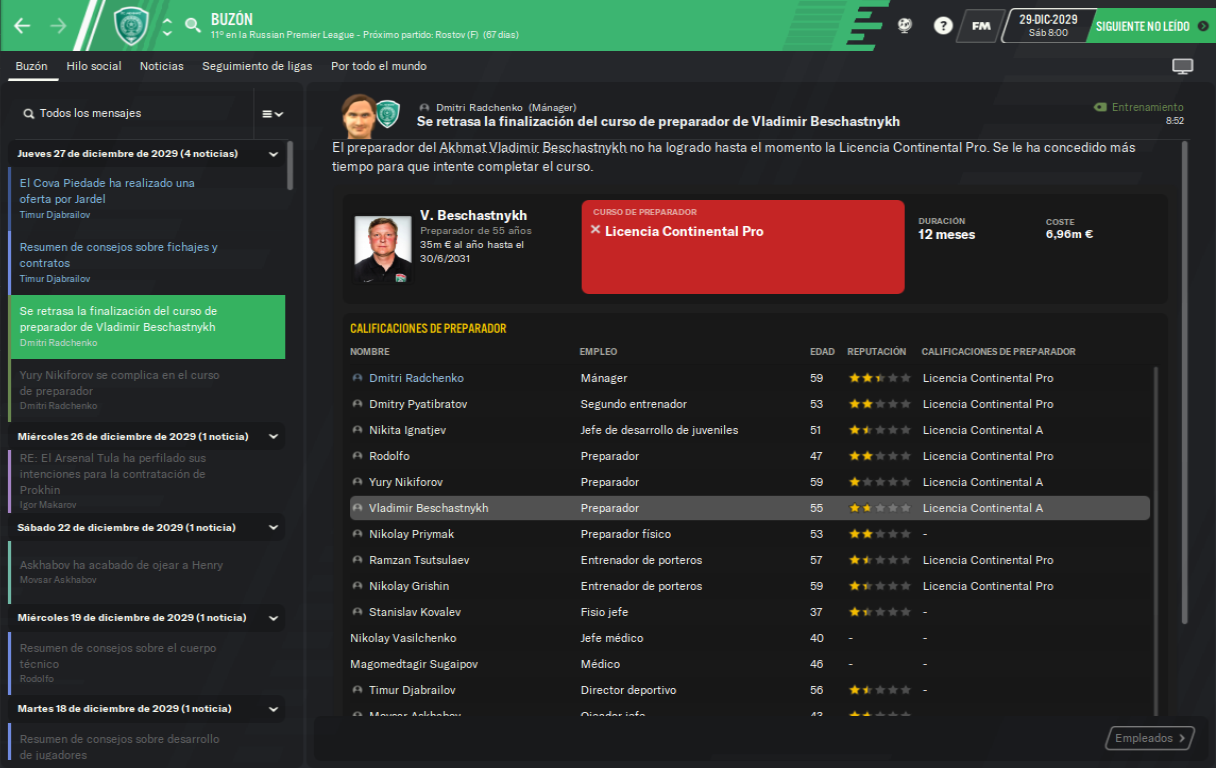 BUZÓN
11º en la Russian Premier League - Próximo partido: Rostov (F) (67 días)
?
FM
29-DIC-2029
Sáb 8:00
SIGUIENTE NO LEÍDO
Buzón
Hilo social
Noticias
Seguimiento de ligas
Por todo el mundo
Todos los mensajes
Jueves 27 de diciembre de 2029 (4 noticias)
El Cova Piedade ha realizado una
oferta por Jardel
Timur Djabrailov
Resumen de consejos sobre fichajes y
contratos
Timur Djabrailov
Se retrasa la finalización del curso de
preparador de Vladimir Beschastnykh
Dmitri Radchenko
Yury Nikiforov se complica en el curso
de preparador
Dmitri Radchenko
Miércoles 26 de diciembre de 2029 (1 noticia)
RE: El Arsenal Tula ha perfilado sus
intenciones para la contratación de
Prokhin
Igor Makarov
Sábado 22 de diciembre de 2029 (1 noticia)
Askhabov ha acabado de ojear a Henry
Movsar Askhabov
Miércoles 19 de diciembre de 2029 (1 noticia)
Resumen de consejos sobre el cuerpo
técnico
Rodolfo
Martes 18 de diciembre de 2029 (1 noticia)
Resumen de consejos sobre desarrollo
de jugadores
Dmitri Radchenko (Mánager)
Se retrasa la finalización del curso de preparador de Vladimir Beschastnykh
Entrenamiento
8:52
El preparador del Akhmat Vladimir Beschastnykh no ha logrado hasta el momento la Licencia Continental Pro. Se le ha concedido más
tiempo para que intente completar el curso.
V. Beschastnykh
Preparador de 55 años
35m € al año hasta el
30/6/2031
CURSO DE PREPARADOR
Licencia Continental Pro
DURACIÓN
12 meses
COSTE
6,96m €
CALIFICACIONES DE PREPARADOR
NOMBRE EMPLEO EDAD REPUTACIÓN CALIFICACIONES DE PREPARADOR
Dmitri Radchenko Mánager 59 Licencia Continental Pro
Dmitry Pyatibratov Segundo entrenador 53 Licencia Continental Pro
Nikita Ignatjev Jefe de desarrollo de juveniles 51 Licencia Continental A
Rodolfo Preparador 47 Licencia Continental Pro
Yury Nikiforov Preparador 59 Licencia Continental A
Vladimir Beschastnykh Preparador 55 Licencia Continental A
Nikolay Priymak Preparador físico 53 -
Ramzan Tsutsulaev Entrenador de porteros 57 Licencia Continental Pro
Nikolay Grishin Entrenador de porteros 59 Licencia Continental Pro
Stanislav Kovalev Fisio jefe 37 -
Nikolay Vasilchenko Jefe médico 40 - -
Magomedtagir Sugaipov Médico 46 - -
Timur Djabrailov Director deportivo 56 -
Movsar Askhabov Ojeador jefe 43
Empleados